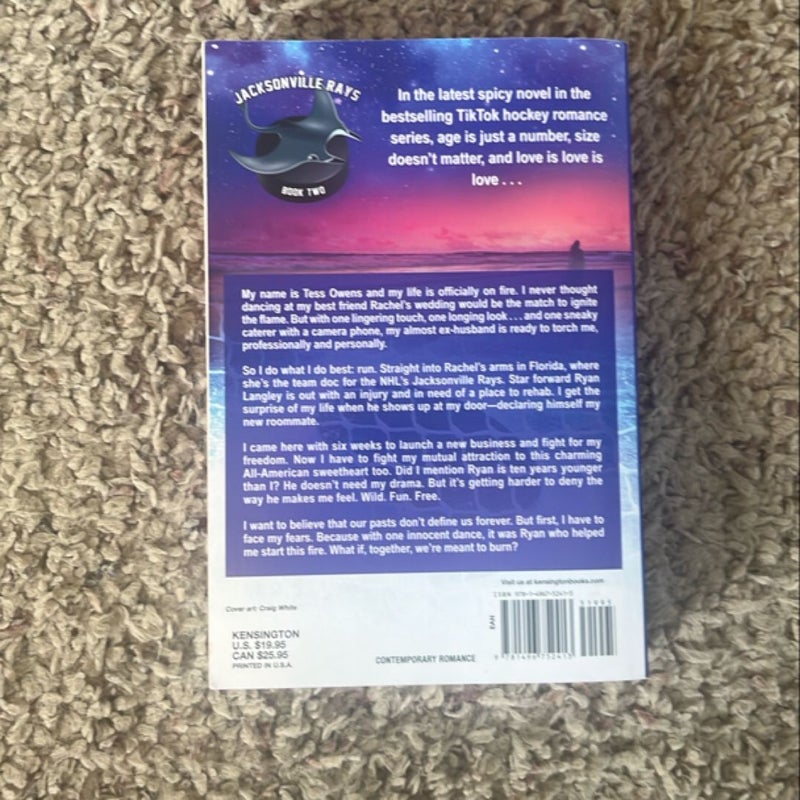 JACKSONVILLE RAYS
BOOK TWO
In the latest spicy novel in the
bestselling TikTok hockey romance
series, age is just a number, size
doesn't matter, and love is love is
love . . .
My name is Tess Owens and my life is officially on fire. I never thought
dancing at my best friend Rachel's wedding would be the match to ignite
the flame. But with one lingering touch, one longing look . . . and one sneaky
caterer with a camera phone, my almost ex-husband is ready to torch me,
professionally and personally.
So I do what I do best: run. Straight into Rachel's arms in Florida, where
she's the team doc for the NHL's Jacksonville Rays. Star forward Ryan
Langley is out with an injury and in need of a place to rehab. I get the
surprise of my life when he shows up at my door—declaring himself my
new roommate.
I came here with six weeks to launch a new business and fight for my
freedom. Now I have to fight my mutual attraction to this charming
All-American sweetheart too. Did I mention Ryan is ten years younger
than I? He doesn't need my drama. But it's getting harder to deny the
way he makes me feel. Wild. Fun. Free.
I want to believe that our pasts don't define us forever. But first, I have to
face my fears. Because with one innocent dance, it was Ryan who helped
me start this fire. What if, together, we're meant to burn?
Visit us at kensingtonbooks.com
Cover art: Craig White
ISBN 978-1-4967-5241-3
51995
EAN
9 781496 752413
KENSINGTON
U.S. $19.95
CAN $25.95
PRINTED IN U.S.A.
CONTEMPORARY ROMANCE